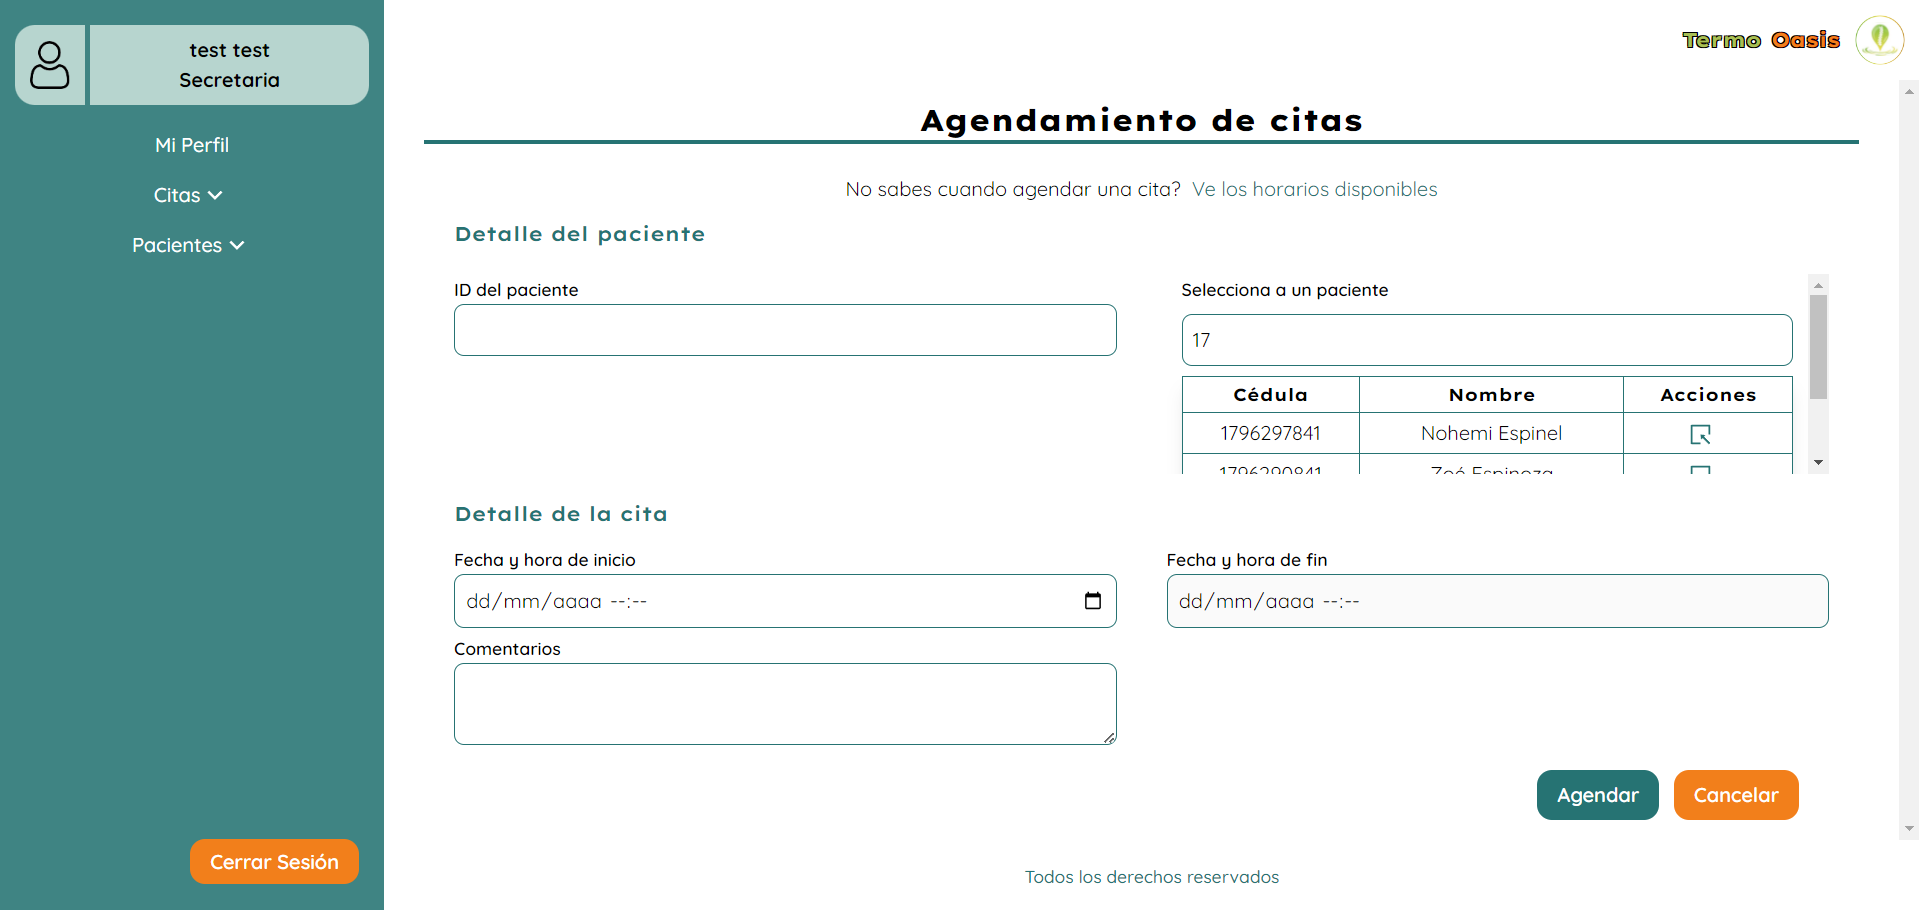 test test
Secretaria
Mi Perfil
Citas
Pacientes
Cerrar Sesión
Termo Oasis
Agendamiento de citas
No sabes cuando agendar una cita? Ve los horarios disponibles
Detalle del paciente
ID del paciente
Selecciona a un paciente
17
Cédula Nombre Acciones
1796297841 Nohemi Espinel
1796290841 Zoé Espinoza
Detalle de la cita
Fecha y hora de inicio
dd/mm/aaaa --:--
Fecha y hora de fin
dd/mm/aaaa --:--
Comentarios
Agendar
Cancelar
Todos los derechos reservados